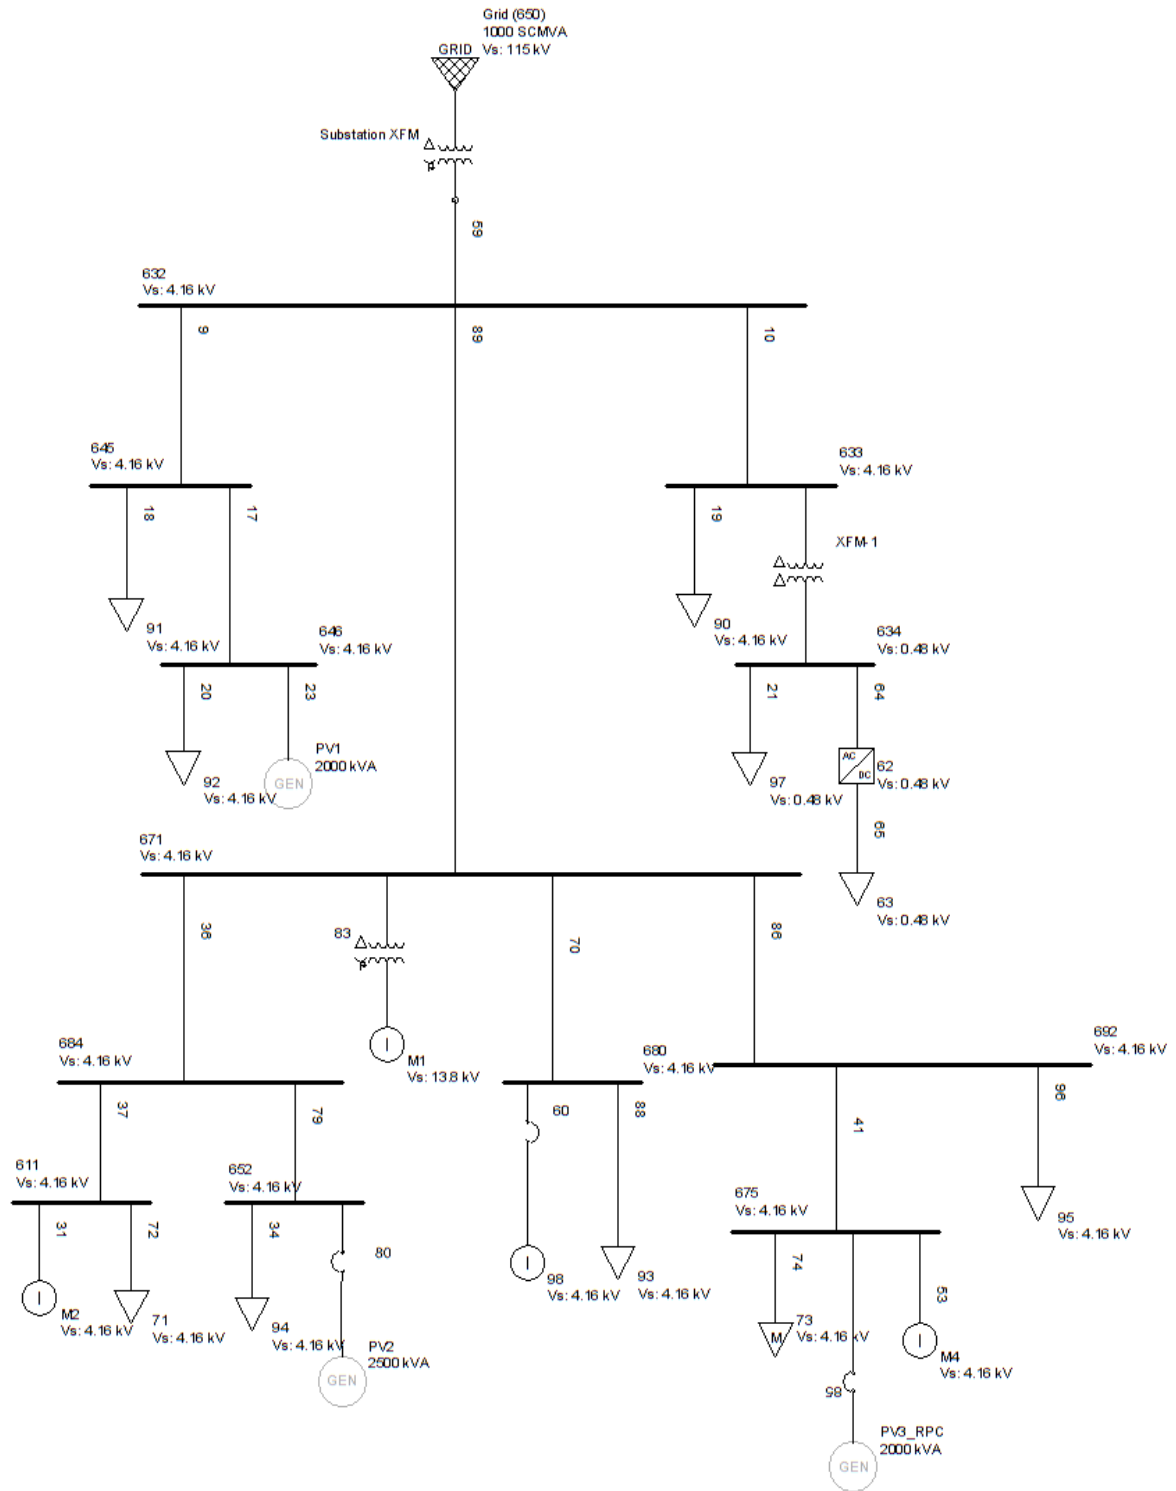 Grid (650)
1000 SCMVA
Vs: 115 kV
GRID
Substation XFM
59
632
Vs: 4.16 kV
9
89
10
645
Vs: 4.16 kV
633
Vs: 4.16 kV
18
17
19
XFM-1
91
Vs: 4.16 kV
646
Vs: 4.16 kV
90
Vs: 4.16 kV
634
Vs: 0.48 kV
20
23
21
64
PV1
2000 kVA
GEN
92
Vs: 4.16 kV
AC
DC
62
Vs: 0.48 kV
97
Vs: 0.48 kV
65
671
Vs: 4.16 kV
63
Vs: 0.48 kV
36
83
70
86
684
Vs: 4.16 kV
I
M1
Vs: 13.8 kV
680
Vs: 4.16 kV
692
Vs: 4.16 kV
37
79
60
88
41
96
611
Vs: 4.16 kV
652
Vs: 4.16 kV
675
Vs: 4.16 kV
95
Vs: 4.16 kV
31
72
34
80
74
53
I
M2
Vs: 4.16 kV
71
Vs: 4.16 kV
94
Vs: 4.16 kV
I
98
Vs: 4.16 kV
93
Vs: 4.16 kV
M
73
Vs: 4.16 kV
I
M4
Vs: 4.16 kV
PV2
2500 kVA
GEN
85
PV3_RPC
2000 kVA
GEN